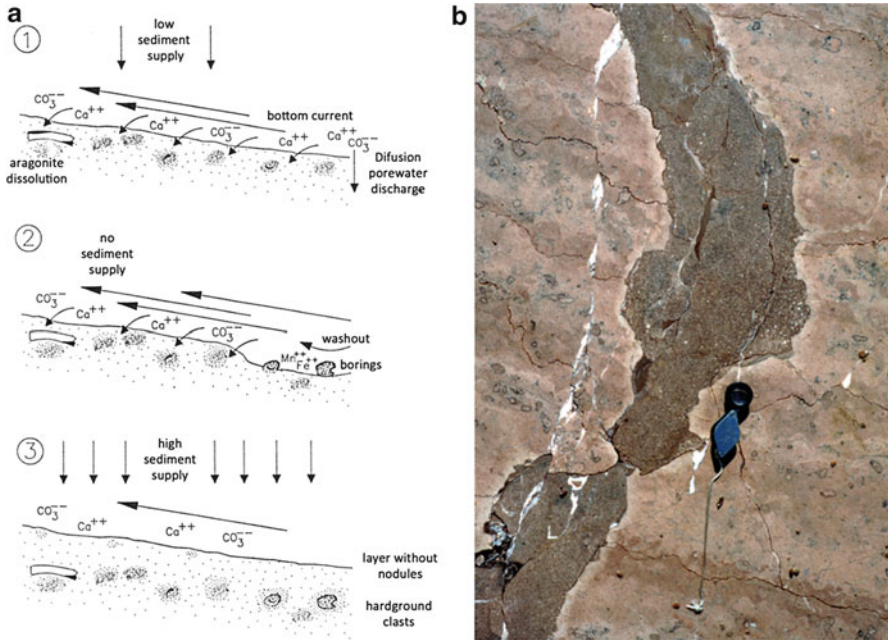 a
1
low
sediment
supply
CO3--
Ca++
bottom current
Ca++
CO3--
Ca++
Ca++
CO3--
aragonite
dissolution
Difusion
porewater
discharge
2
no
sediment
supply
CO3--
Ca++
Ca++
CO3--
washout
Mn++
Fe++
borings
3
high
sediment
supply
CO3--
Ca++
Ca++
CO3--
layer without
nodules
hardground
clasts
b